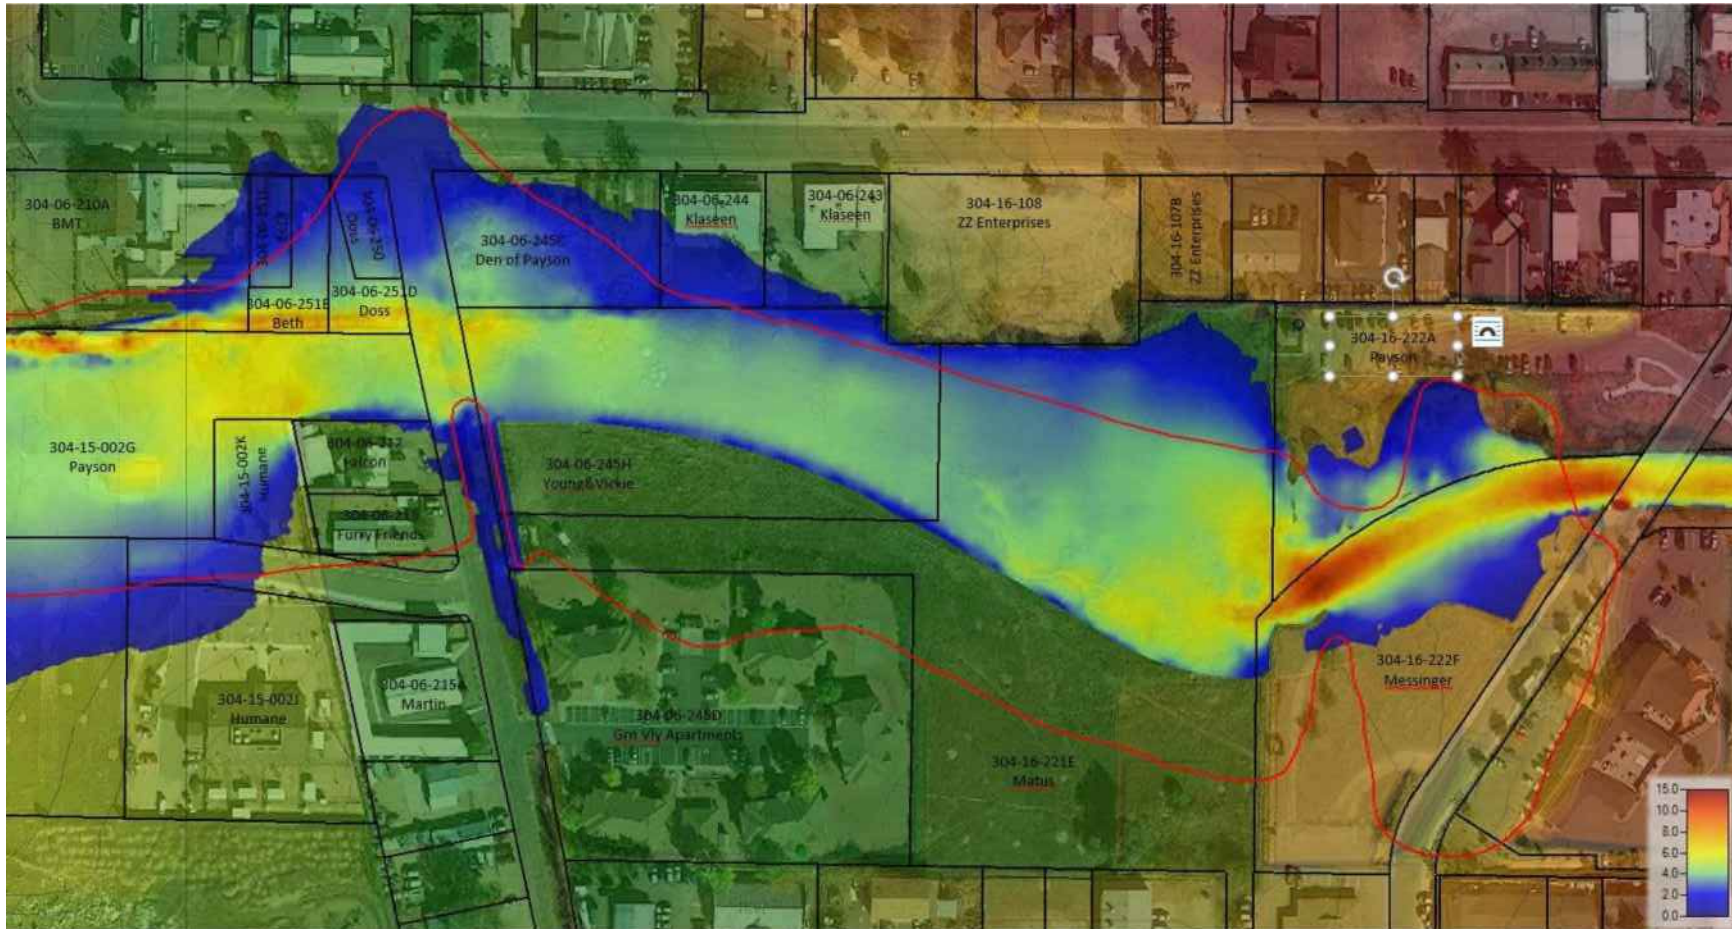 304-06-210A
BMT
304-06-244
Klaseen
304-06-243
Klaseen
304-16-108
ZZ Enterprises
304-16-107B
ZZ Enterprises
Doss
304-06-245C
Den of Payson
304-06-251E
Beth
304-06-251D
Doss
304-16-222A
Payson
304-15-002G
Payson
304-15-002K
Humane
304-06-212
Falcon
304-06-245H
Young&Vickie
Furry Friends
304-16-222F
Messinger
304-15-002J
Humane
304-06-215A
Martin
304-06-245D
Grn Vly Apartments
304-16-221E
Matus
15.0
10.0
8.0
6.0
4.0
2.0
0.0